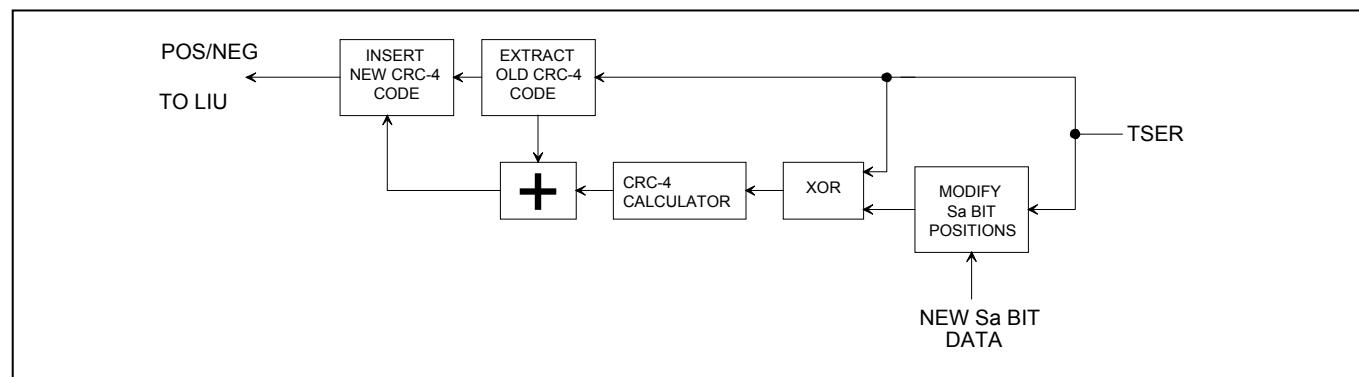 POS/NEG
TO LIU
INSERT
NEW CRC-4
CODE
EXTRACT
OLD CRC-4
CODE
TSER
+
CRC-4
CALCULATOR
XOR
MODIFY
Sa BIT
POSITIONS
NEW Sa BIT
DATA